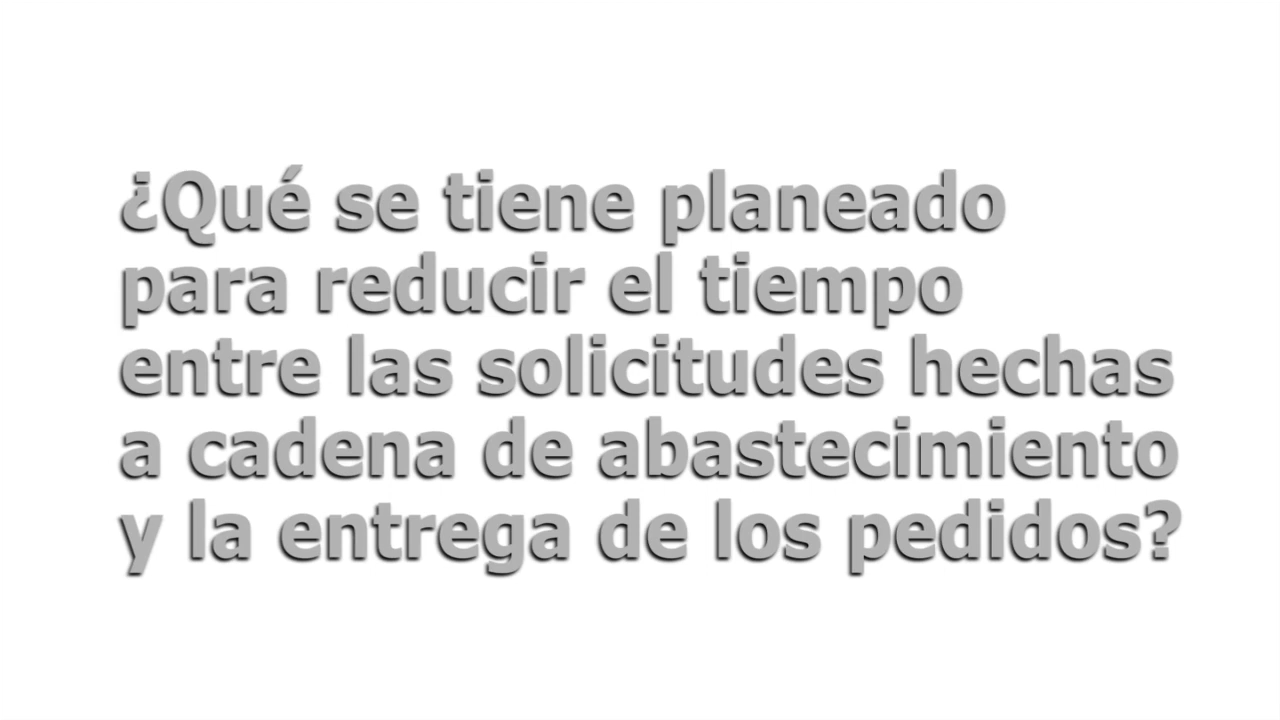 ¿Qué se tiene planeado
para reducir el tiempo
entre las solicitudes hechas
a cadena de abastecimiento
y la entrega de los pedidos?